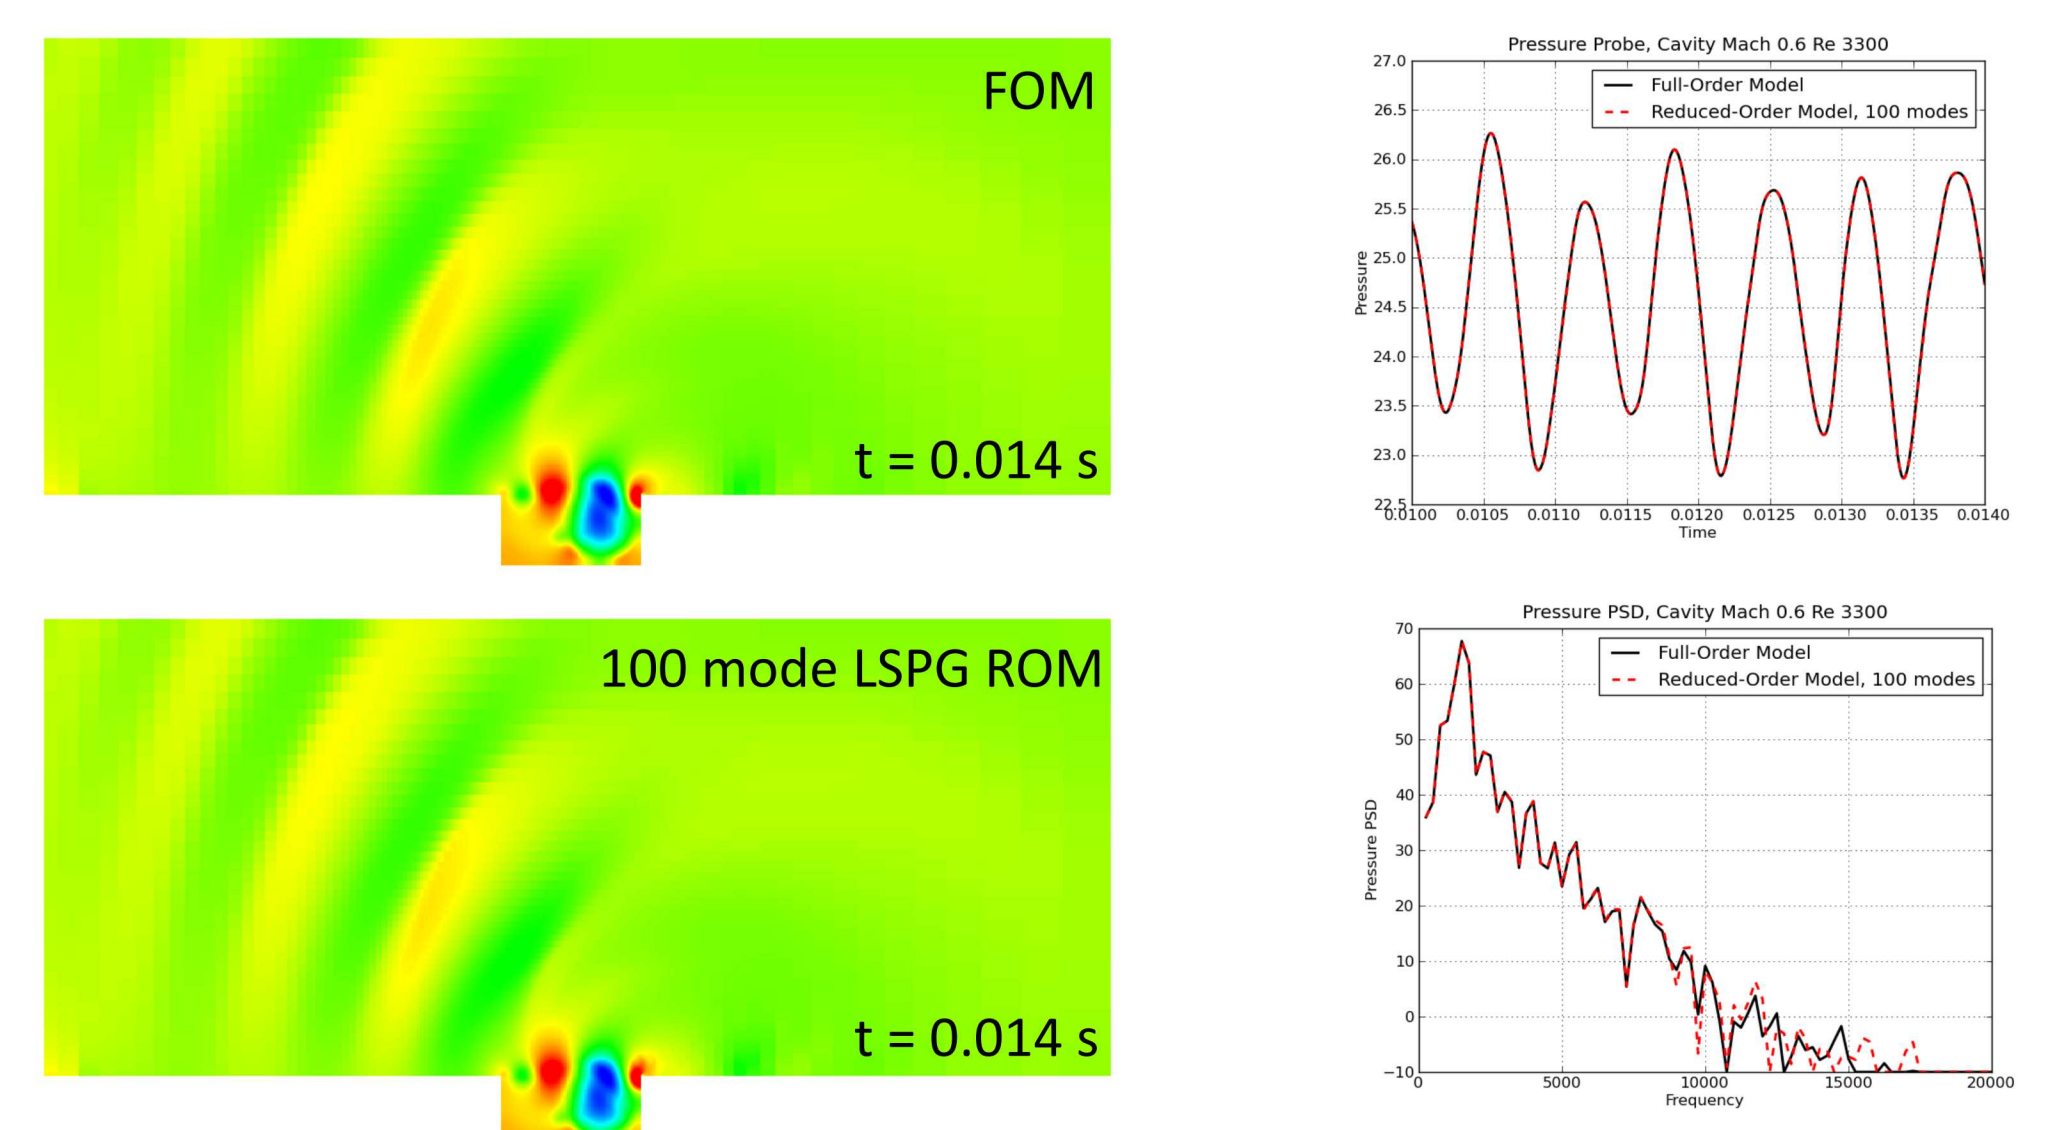 FOM
t = 0.014 s
Pressure Probe, Cavity Mach 0.6 Re 3300
Full-Order Model
Reduced-Order Model, 100 modes
27.0
26.5
26.0
25.5
25.0
24.5
24.0
23.5
23.0
22.5
Pressure
0.0100 0.0105 0.0110 0.0115 0.0120 0.0125 0.0130 0.0135 0.0140
Time
100 mode LSPG ROM
t = 0.014 s
Pressure PSD, Cavity Mach 0.6 Re 3300
Full-Order Model
Reduced-Order Model, 100 modes
70
60
50
40
30
20
10
0
−10
Pressure PSD
0 5000 10000 15000 20000
Frequency